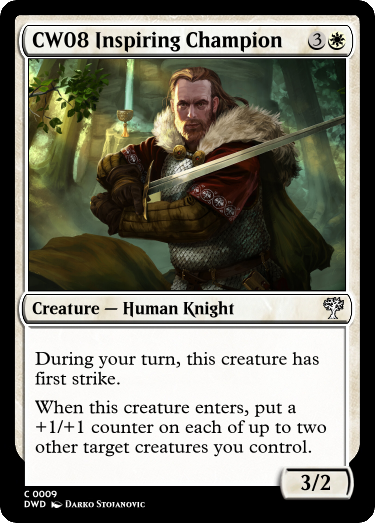 CW08 Inspiring Champion 3
Creature — Human Knight
During your turn, this creature has
first strike.
When this creature enters, put a
+1/+1 counter on each of up to two
other target creatures you control.
3/2
C 0009
DWD Darko Stojanovic